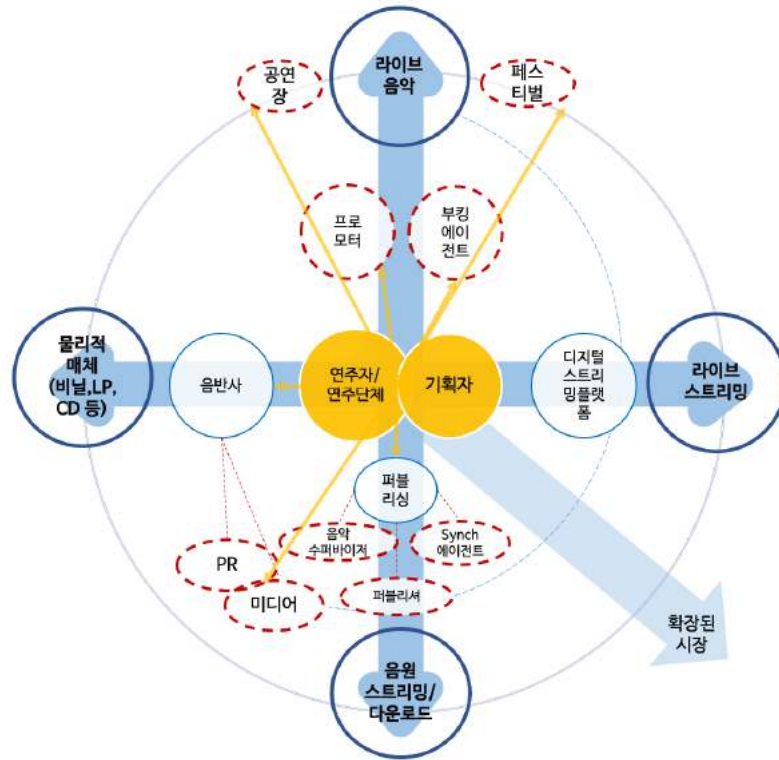 공연
장
라이브
음악
페스
티벌
프로
모터
부킹
에이
전트
물리적
매체
(비닐,LP,
CD 등)
음반사
연주자/
연주단체
기획자
디지털
스트리
밍플랫
폼
라이브
스트리밍
퍼블
리싱
음악
수퍼바이저
Synch
에이전트
PR
미디어
퍼블리셔
확장된
시장
음원
스트리밍/
다운로드